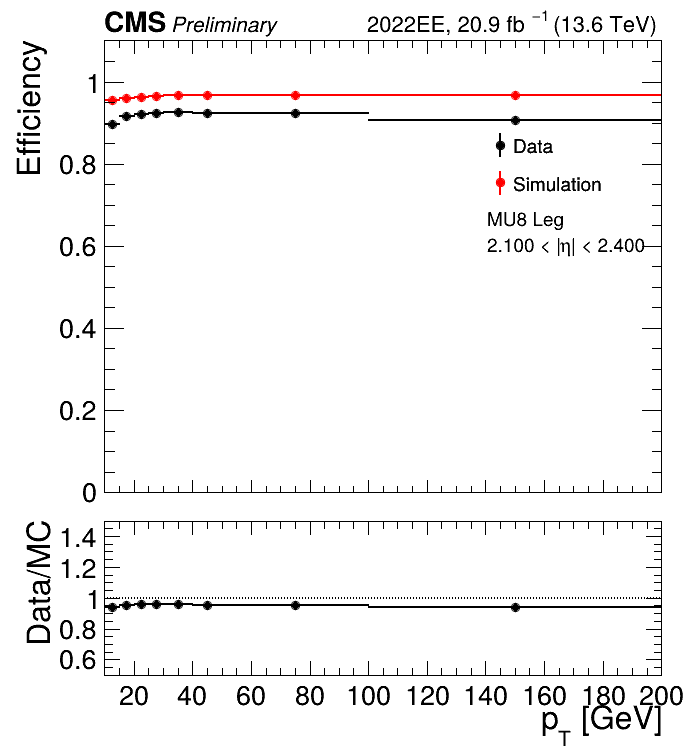 CMS Preliminary 2022EE, 20.9 fb⁻¹ (13.6 TeV)
Efficiency
1
0.8
0.6
0.4
0.2
0
Data
Simulation
MU8 Leg
2.100 < |η| < 2.400
Data/MC
1.4
1.2
1
0.8
0.6
20 40 60 80 100 120 140 160 180 200
p_T [GeV]